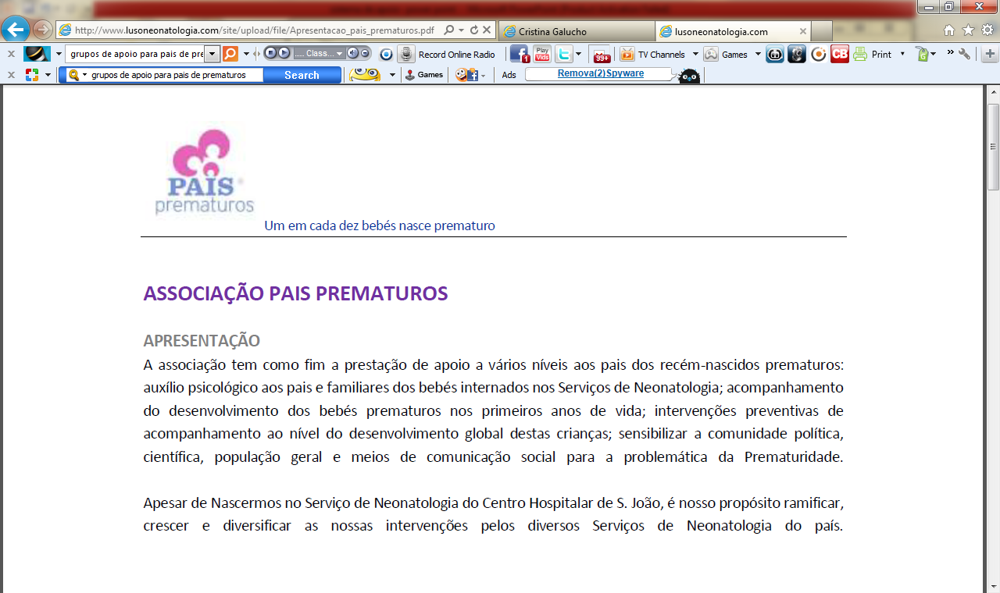 http://www.lusoneonatologia.com/site/upload/file/Apresentacao_pais_prematuros.pdf
Cristina Galucho
lusoneonatologia.com
grupos de apoio para pais de pre
...... Class...
Record Online Radio
1
Play Vids
99+
TV Channels
Games
CB
Print
grupos de apoio para pais de prematuros
Search
Games
Ads
Remova(2)Spyware
PAIS
prematuros
Um em cada dez bebés nasce prematuro
ASSOCIAÇÃO PAIS PREMATUROS
APRESENTAÇÃO
A associação tem como fim a prestação de apoio a vários níveis aos pais dos recém-nascidos prematuros:
auxílio psicológico aos pais e familiares dos bebés internados nos Serviços de Neonatologia; acompanhamento
do desenvolvimento dos bebés prematuros nos primeiros anos de vida; intervenções preventivas de
acompanhamento ao nível do desenvolvimento global destas crianças; sensibilizar a comunidade política,
científica, população geral e meios de comunicação social para a problemática da Prematuridade.
Apesar de Nascermos no Serviço de Neonatologia do Centro Hospitalar de S. João, é nosso propósito ramificar,
crescer e diversificar as nossas intervenções pelos diversos Serviços de Neonatologia do país.